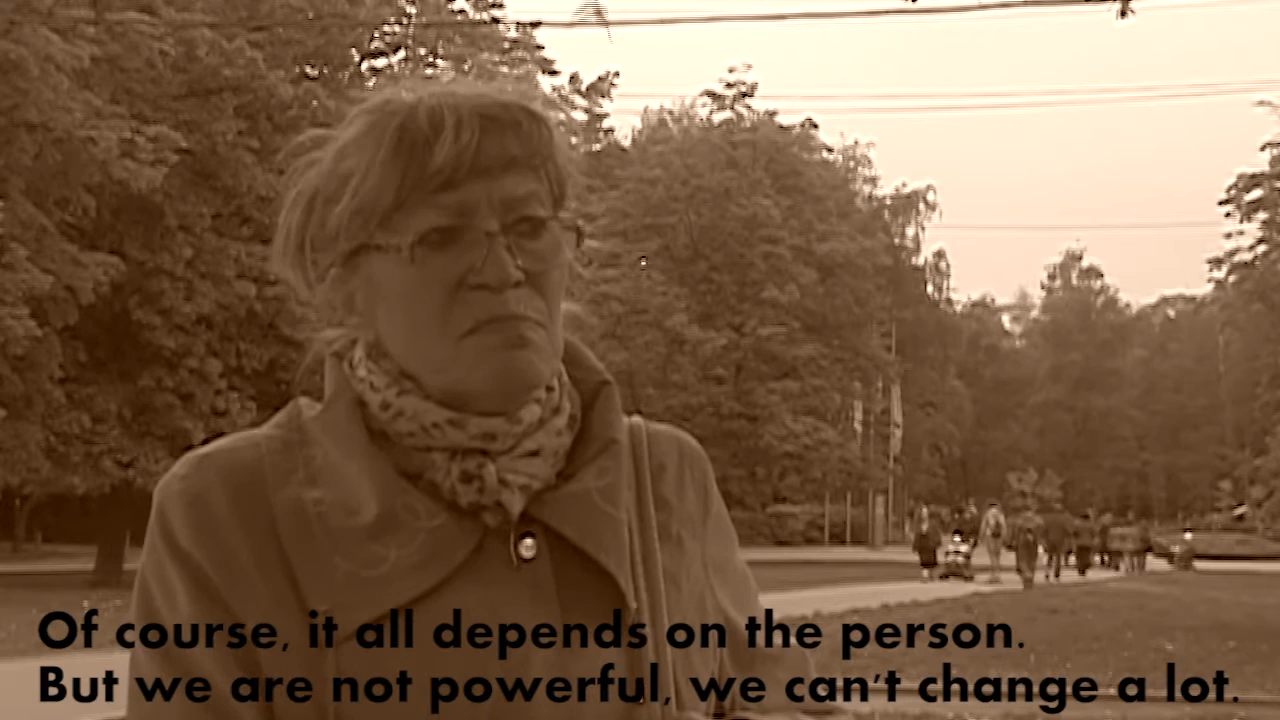 Of course, it all depends on the person.
But we are not powerful, we can't change a lot.